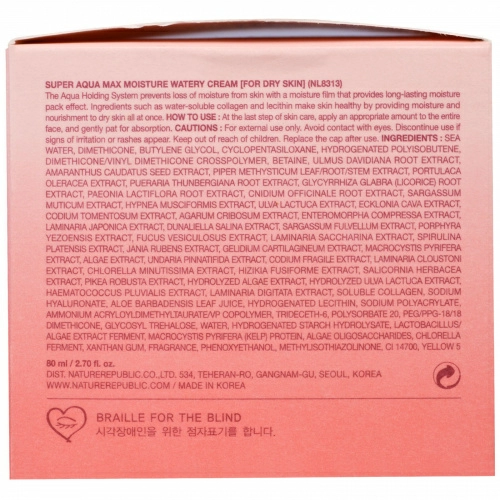 SUPER AQUA MAX MOISTURE WATERY CREAM [FOR DRY SKIN] (NL8313)
The Aqua Holding System prevents loss of moisture from skin with a moisture film that provides long-lasting moisture
pack effect. Ingredients such as water-soluble collagen and lecithin make skin healthy by providing moisture and
nourishment to dry skin all at once. HOW TO USE : At the last step of skin care, apply an appropriate amount to the entire
face, and gently pat for absorption. CAUTIONS : For external use only. Avoid contact with eyes. Discontinue use if
signs of irritation or rashes appear. Keep out of reach of children. Replace the cap after use. INGREDIENTS : SEA
WATER, DIMETHICONE, BUTYLENE GLYCOL, CYCLOPENTASILOXANE, HYDROGENATED POLYISOBUTENE,
DIMETHICONE/VINYL DIMETHICONE CROSSPOLYMER, BETAINE, ULMUS DAVIDIANA ROOT EXTRACT,
AMARANTHUS CAUDATUS SEED EXTRACT, PIPER METHYSTICUM LEAF/ROOT/STEM EXTRACT, PORTULACA
OLERACEA EXTRACT, PUERARIA THUNBERGIANA ROOT EXTRACT, GLYCYRRHIZA GLABRA (LICORICE) ROOT
EXTRACT, PAEONIA LACTIFLORA ROOT EXTRACT, CNIDIUM OFFICINALE ROOT EXTRACT, SARGASSUM
MUTICUM EXTRACT, HYPNEA MUSCIFORMIS EXTRACT, ULVA LACTUCA EXTRACT, ECKLONIA CAVA EXTRACT,
CODIUM TOMENTOSUM EXTRACT, AGARUM CRIBOSUM EXTRACT, ENTEROMORPHA COMPRESSA EXTRACT,
LAMINARIA JAPONICA EXTRACT, DUNALIELLA SALINA EXTRACT, SARGASSUM FULVELLUM EXTRACT, PORPHYRA
YEZOENSIS EXTRACT, FUCUS VESICULOSUS EXTRACT, LAMINARIA SACCHARINA EXTRACT, SPIRULINA
PLATENSIS EXTRACT, JANIA RUBENS EXTRACT, GELIDIUM CARTILAGINEUM EXTRACT, MACROCYSTIS PYRIFERA
EXTRACT, ALGAE EXTRACT, UNDARIA PINNATIFIDA EXTRACT, CODIUM FRAGILE EXTRACT, LAMINARIA CLOUSTONI
EXTRACT, CHLORELLA MINUTISSIMA EXTRACT, HIZIKIA FUSIFORME EXTRACT, SALICORNIA HERBACEA
EXTRACT, PIKEA ROBUSTA EXTRACT, HYDROLYZED ALGAE EXTRACT, HYDROLYZED ULVA LACTUCA EXTRACT,
HAEMATOCOCCUS PLUVIALIS EXTRACT, LAMINARIA DIGITATA EXTRACT, SOLUBLE COLLAGEN, SODIUM
HYALURONATE, ALOE BARBADENSIS LEAF JUICE, HYDROGENATED LECITHIN, SODIUM POLYACRYLATE,
AMMONIUM ACRYLOYLDIMETHYLTAURATE/VP COPOLYMER, TRIDECETH-6, POLYSORBATE 20, PEG/PPG-18/18
DIMETHICONE, GLYCOSYL TREHALOSE, WATER, HYDROGENATED STARCH HYDROLYSATE, LACTOBACILLUS/
ALGAE EXTRACT FERMENT, MACROCYSTIS PYRIFERA (KELP) PROTEIN, ALGAE OLIGOSACCHARIDES, CHLORELLA
FERMENT, XANTHAN GUM, FRAGRANCE, PHENOXYETHANOL, METHYLISOTHIAZOLINONE, CI 14700, YELLOW 5
80 ml / 2.70 fl. oz.
DIST. NATUREREPUBLIC CO., LTD. 534, TEHERAN-RO, GANGNAM-GU, SEOUL, KOREA
WWW.NATUREREPUBLIC.COM / MADE IN KOREA
BRAILLE FOR THE BLIND
시각장애인을 위한 점자표기를 합니다.